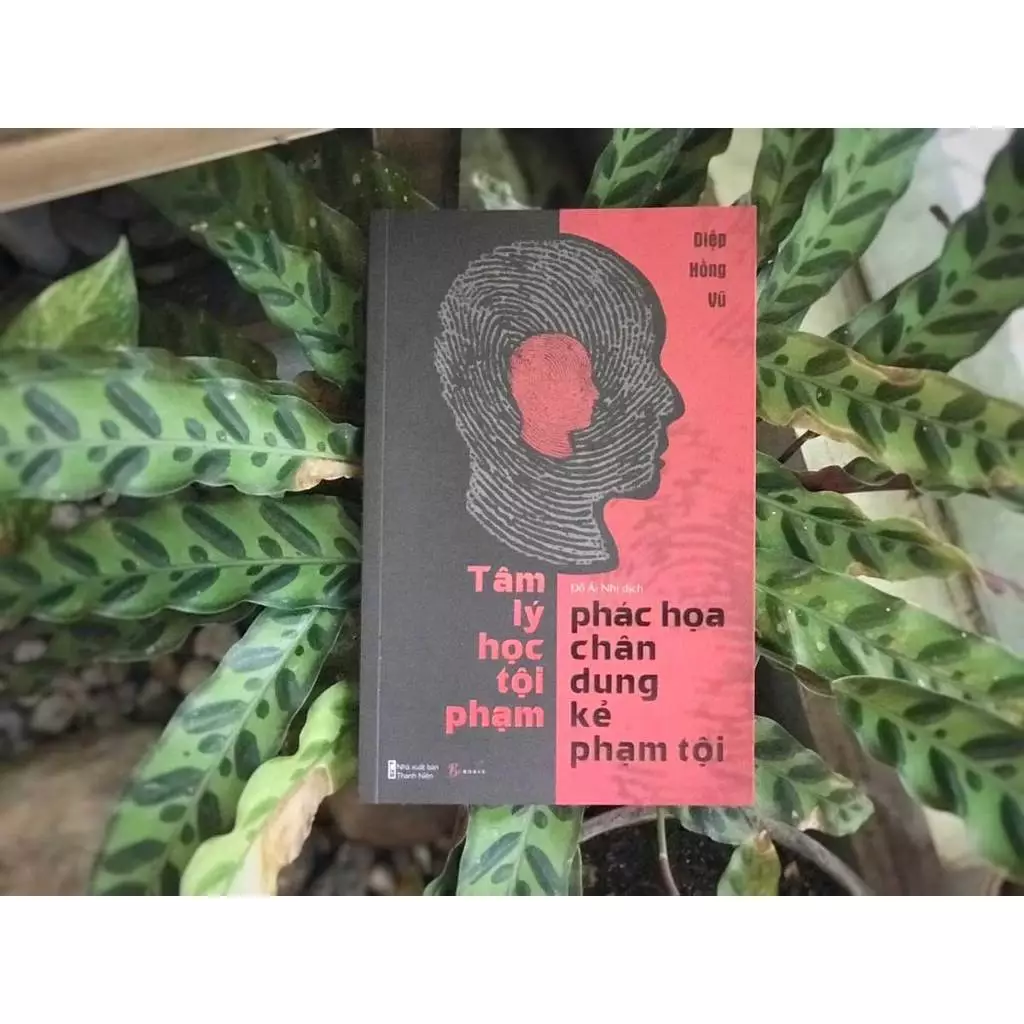 Diệp
Hồng
Vũ
Tâm
lý
học
tội
phạm
Đỗ Ái Nhi dịch
phác họa
chân
dung
kẻ
phạm tội
Nhà xuất bản
Thanh Niên